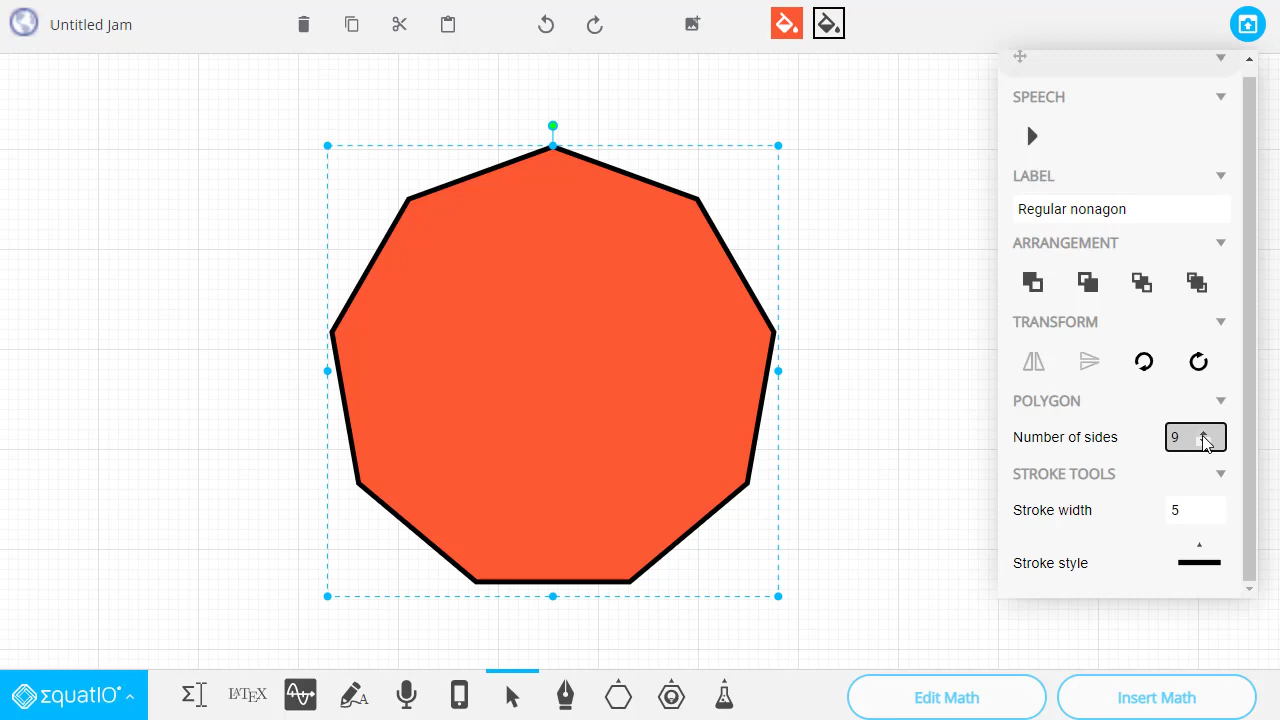 Untitled Jam
SPEECH
LABEL
Regular nonagon
ARRANGEMENT
TRANSFORM
POLYGON
Number of sides 9
STROKE TOOLS
Stroke width 5
Stroke style
ΣquatIO®
Σ LATEX A Edit Math Insert Math